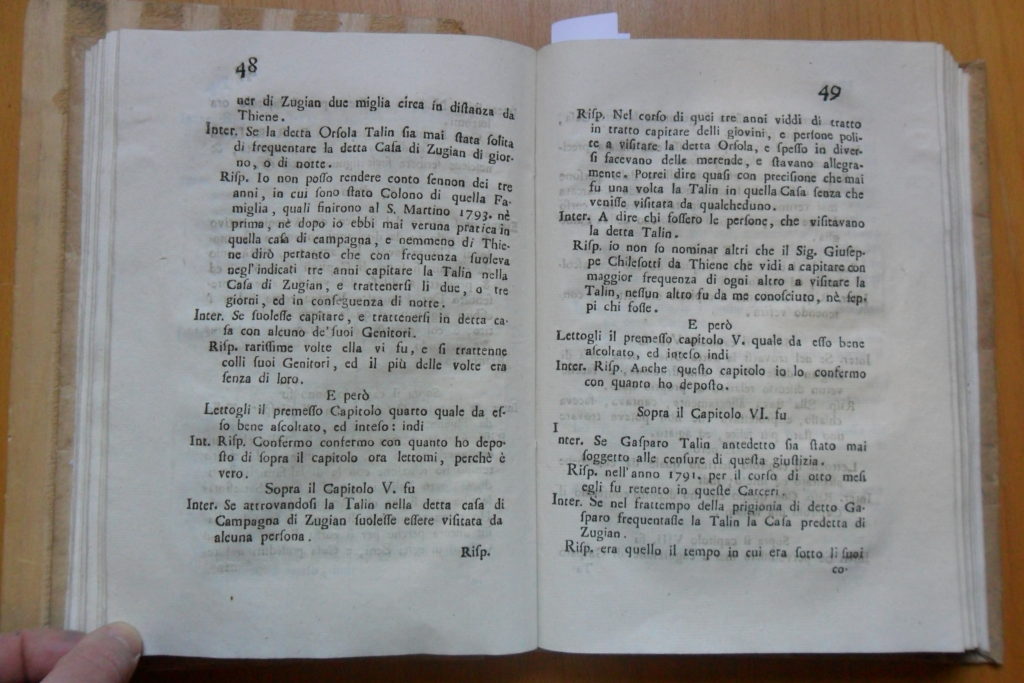 48
ner di Zugian due miglia circa in diſtanza da
Thiene.
Inter. Se la detta Orſola Talin ſia mai ſtata ſolita
di frequentare la detta Caſa di Zugian di gior-
no, o di notte.
Riſp. Io non poſſo rendere conto ſennon dei tre
anni, in cui ſono ſtato Colono di quella Fa-
miglia, quali finirono al S. Martino 1793. nè
prima, nè dopo io ebbi mai veruna pratica in
quella caſa di campagna, e nemmeno di Thie-
ne dirò pertanto che con frequenza ſuoleva
negl'indicati tre anni capitare la Talin nella
Caſa di Zugian, e trattenerſi li due, o tre
giorni, ed in conſeguenza di notte.
Inter. Se ſuoleſſe capitare, e trattenerſi in detta ca-
ſa con alcuno de'ſuoi Genitori.
Riſp. rariſſime volte ella vi fu, e ſi trattenne
colli ſuoi Genitori, ed il più delle volte era
ſenza di loro.
E però
Lettogli il premeſſo Capitolo quarto quale da eſ-
ſo bene aſcoltato, ed inteſo: indi
Int. Riſp. Confermo confermo con quanto ho depo-
ſto di ſopra il capitolo ora lettomi, perchè è
vero.
Sopra il Capitolo V. fu
Inter. Se attrovandoſi la Talin nella detta caſa di
Campagna di Zugian ſuoleſſe eſſere viſitata da
alcuna perſona.
Riſp.
49
Riſp. Nel corſo di quei tre anni viddi di tratto
in tratto capitare delli giovini, e perſone poli-
te a viſitare la detta Orſola, e ſpeſſo in diver-
ſi facevano delle merende, e ſtavano allegra-
mente. Potrei dire quaſi con preciſione che mai
fu una volta la Talin in quella Caſa ſenza che
veniſſe viſitata da qualcheduno.
Inter. A dire chi foſſero le perſone, che viſitavano
la detta Talin.
Riſp. io non ſo nominar altri che il Sig. Giuſep-
pe Chileſotti da Thiene che vidi a capitare con
maggior frequenza di ogni altro a viſitare la
Talin, neſſun altro fu da me conoſciuto, nè ſep-
pi chi foſſe.
E però
Lettogli il premeſſo capitolo V. quale da eſſo bene
aſcoltato, ed inteſo indi
Inter. Riſp. Anche queſto capitolo io lo confermo
con quanto ho depoſto.
Sopra il Capitolo VI. fu
I
nter. Se Gaſparo Talin antedetto ſia ſtato mai
ſoggetto alle cenſure di queſta giuſtizia.
Riſp. nell'anno 1791. per il corſo di otto meſi
egli fu retento in queſte Carceri.
Inter. Se nel frattempo della prigionia di detto Ga-
ſparo frequentaſſe la Talin la Caſa predetta di
Zugian.
Riſp. era quello il tempo in cui era ſotto li ſuoi
co-